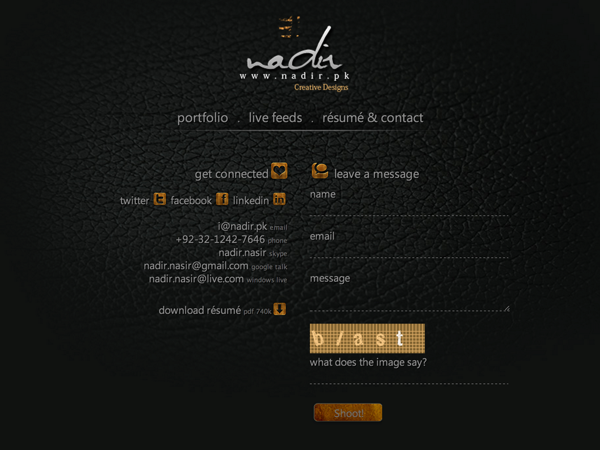 nadir
www.nadir.pk
Creative Designs
portfolio . live feeds . résumé & contact
get connected
twitter facebook linkedin
i@nadir.pk email
+92-32-1242-7646 phone
nadir.nasir skype
nadir.nasir@gmail.com google talk
nadir.nasir@live.com windows live
download résumé pdf 740k
leave a message
name
email
message
b/ast
what does the image say?
Shoot!